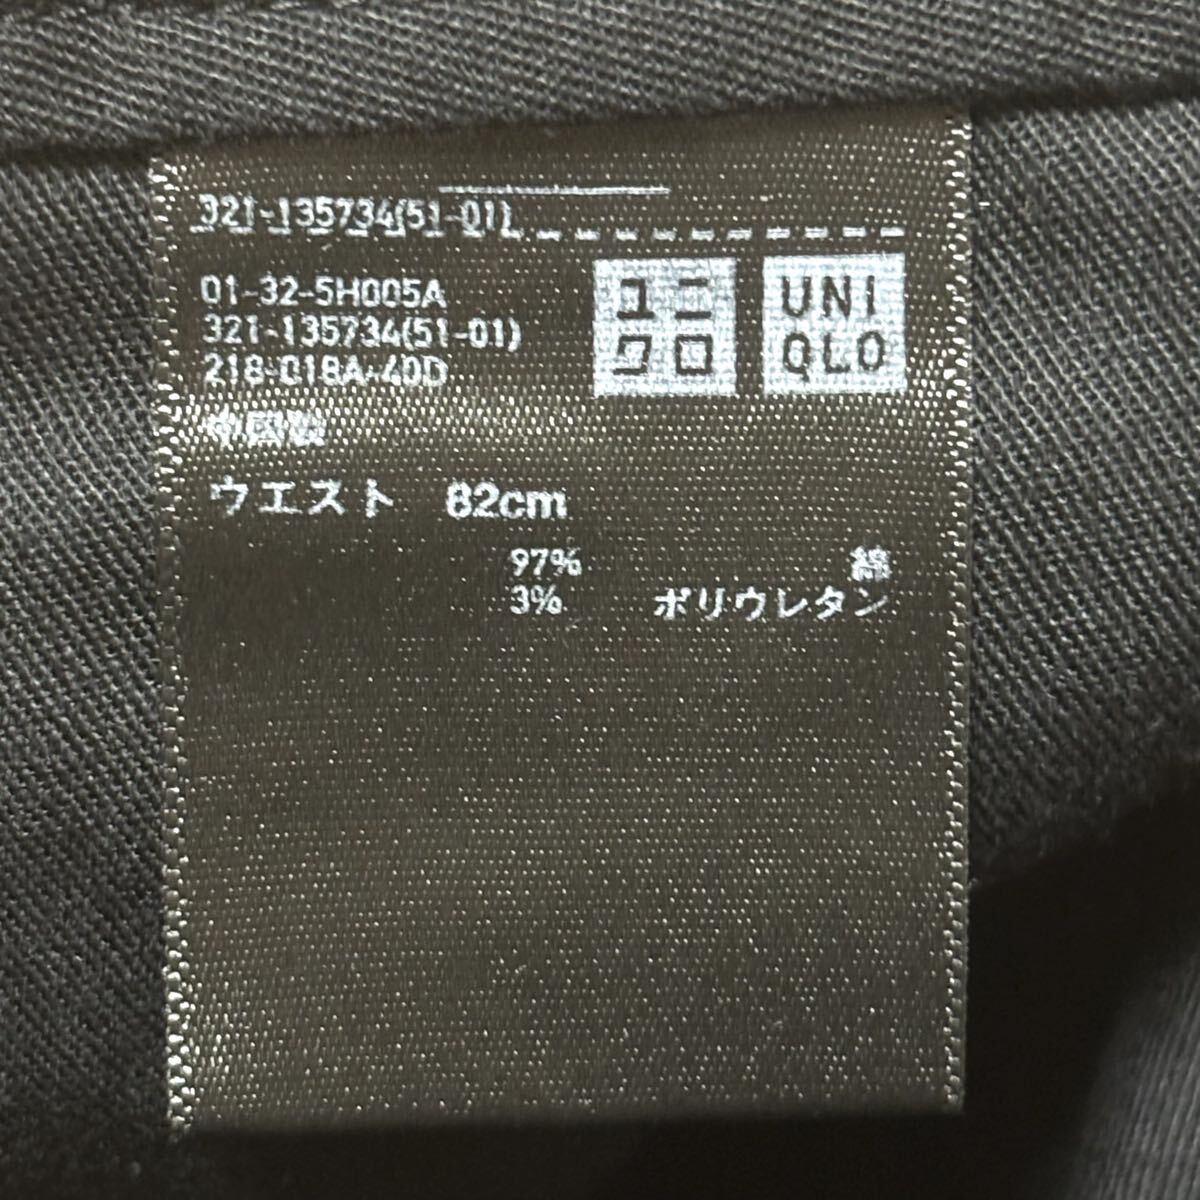 321-135734(51-01)
01-32-5H005A
321-135734(51-01)
218-018A-40D
ユニ
クロ
UNI
QLO
中国製
ウエスト 82cm
97% 綿
3% ポリウレタン